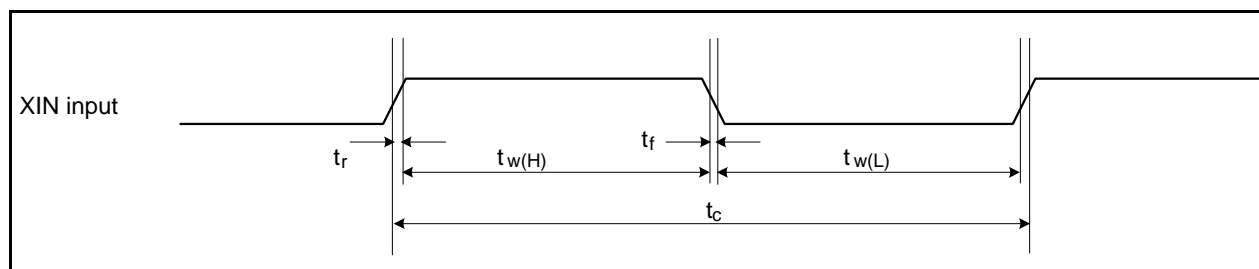 XIN input
tr
tw(H)
tf
tw(L)
tc